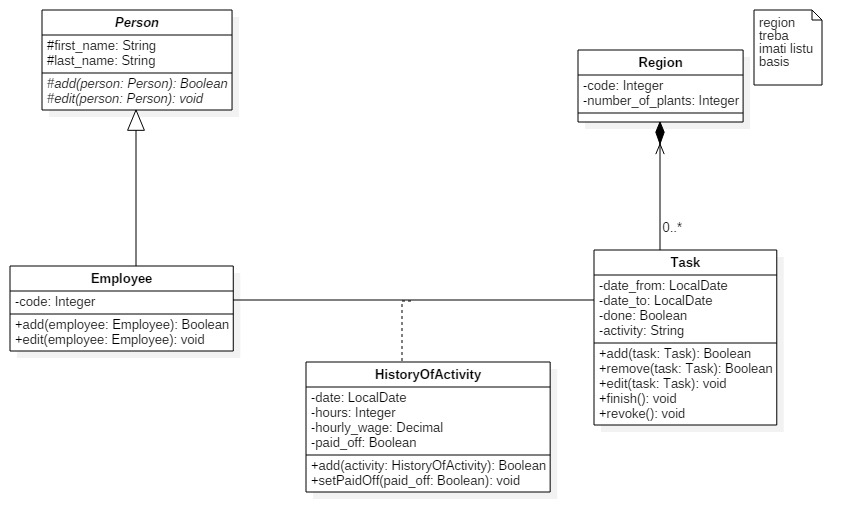 Person
#first_name: String
#last_name: String
#add(person: Person): Boolean
#edit(person: Person): void
Region
-code: Integer
-number_of_plants: Integer
region
treba
imati listu
basis
0..*
Employee
-code: Integer
+add(employee: Employee): Boolean
+edit(employee: Employee): void
Task
-date_from: LocalDate
-date_to: LocalDate
-done: Boolean
-activity: String
+add(task: Task): Boolean
+remove(task: Task): Boolean
+edit(task: Task): void
+finish(): void
+revoke(): void
HistoryOfActivity
-date: LocalDate
-hours: Integer
-hourly_wage: Decimal
-paid_off: Boolean
+add(activity: HistoryOfActivity): Boolean
+setPaidOff(paid_off: Boolean): void